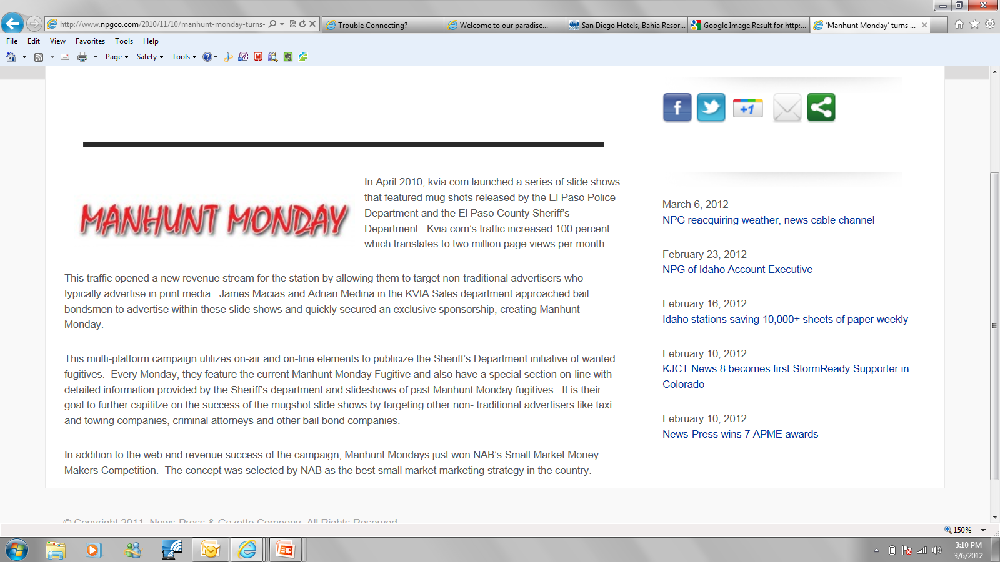 http://www.npgco.com/2010/11/10/manhunt-monday-turns-
Trouble Connecting?
Welcome to our paradise...
San Diego Hotels, Bahia Resor...
Google Image Result for http:...
'Manhunt Monday' turns ...
File Edit View Favorites Tools Help
Page Safety Tools
+1
MANHUNT MONDAY
In April 2010, kvia.com launched a series of slide shows
that featured mug shots released by the El Paso Police
Department and the El Paso County Sheriff's
Department.  Kvia.com's traffic increased 100 percent…
which translates to two million page views per month.
This traffic opened a new revenue stream for the station by allowing them to target non-traditional advertisers who
typically advertise in print media.  James Macias and Adrian Medina in the KVIA Sales department approached bail
bondsmen to advertise within these slide shows and quickly secured an exclusive sponsorship, creating Manhunt
Monday.
This multi-platform campaign utilizes on-air and on-line elements to publicize the Sheriff's Department initiative of wanted
fugitives.  Every Monday, they feature the current Manhunt Monday Fugitive and also have a special section on-line with
detailed information provided by the Sheriff's department and slideshows of past Manhunt Monday fugitives.  It is their
goal to further capitilze on the success of the mugshot slide shows by targeting other non- traditional advertisers like taxi
and towing companies, criminal attorneys and other bail bond companies.
In addition to the web and revenue success of the campaign, Manhunt Mondays just won NAB's Small Market Money
Makers Competition.  The concept was selected by NAB as the best small market marketing strategy in the country.
March 6, 2012
NPG reacquiring weather, news cable channel
February 23, 2012
NPG of Idaho Account Executive
February 16, 2012
Idaho stations saving 10,000+ sheets of paper weekly
February 10, 2012
KJCT News 8 becomes first StormReady Supporter in
Colorado
February 10, 2012
News-Press wins 7 APME awards
© Copyright 2011, News-Press & Gazette Company, All Rights Reserved
150%
3:10 PM
3/6/2012